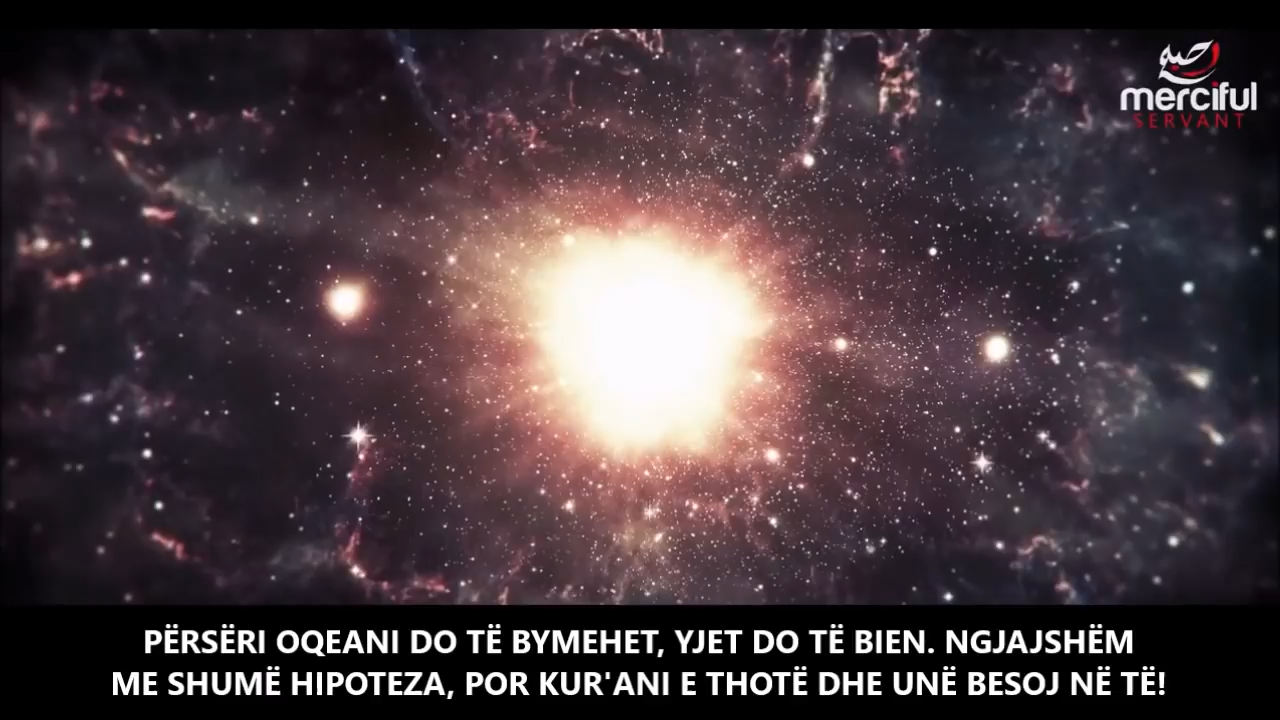 merciful
SERVANT
PËRSËRI OQEANI DO TË BYMEHET, YJET DO TË BIEN. NGJAJSHËM
ME SHUMË HIPOTEZA, POR KUR'ANI E THOTË DHE UNË BESOJ NË TË!